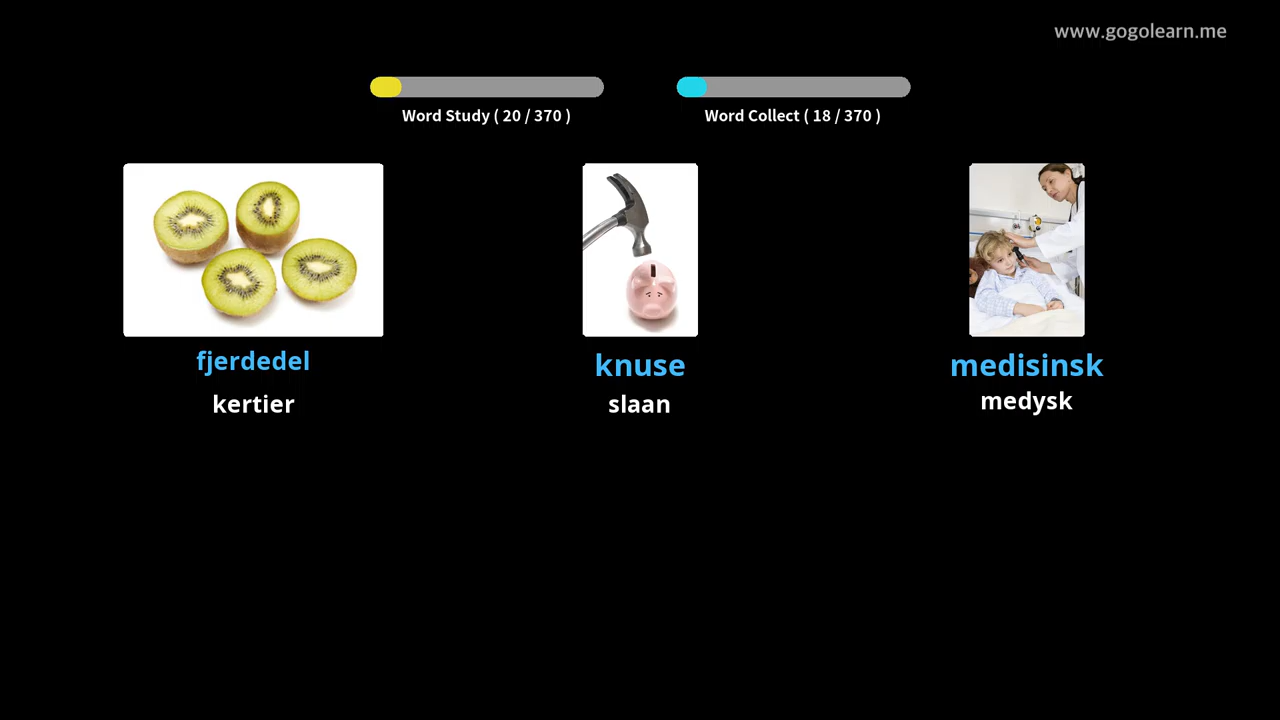 www.gogolearn.me
Word Study ( 20 / 370 )
Word Collect ( 18 / 370 )
fjerdedel
knuse
medisinsk
kertier
slaan
medysk